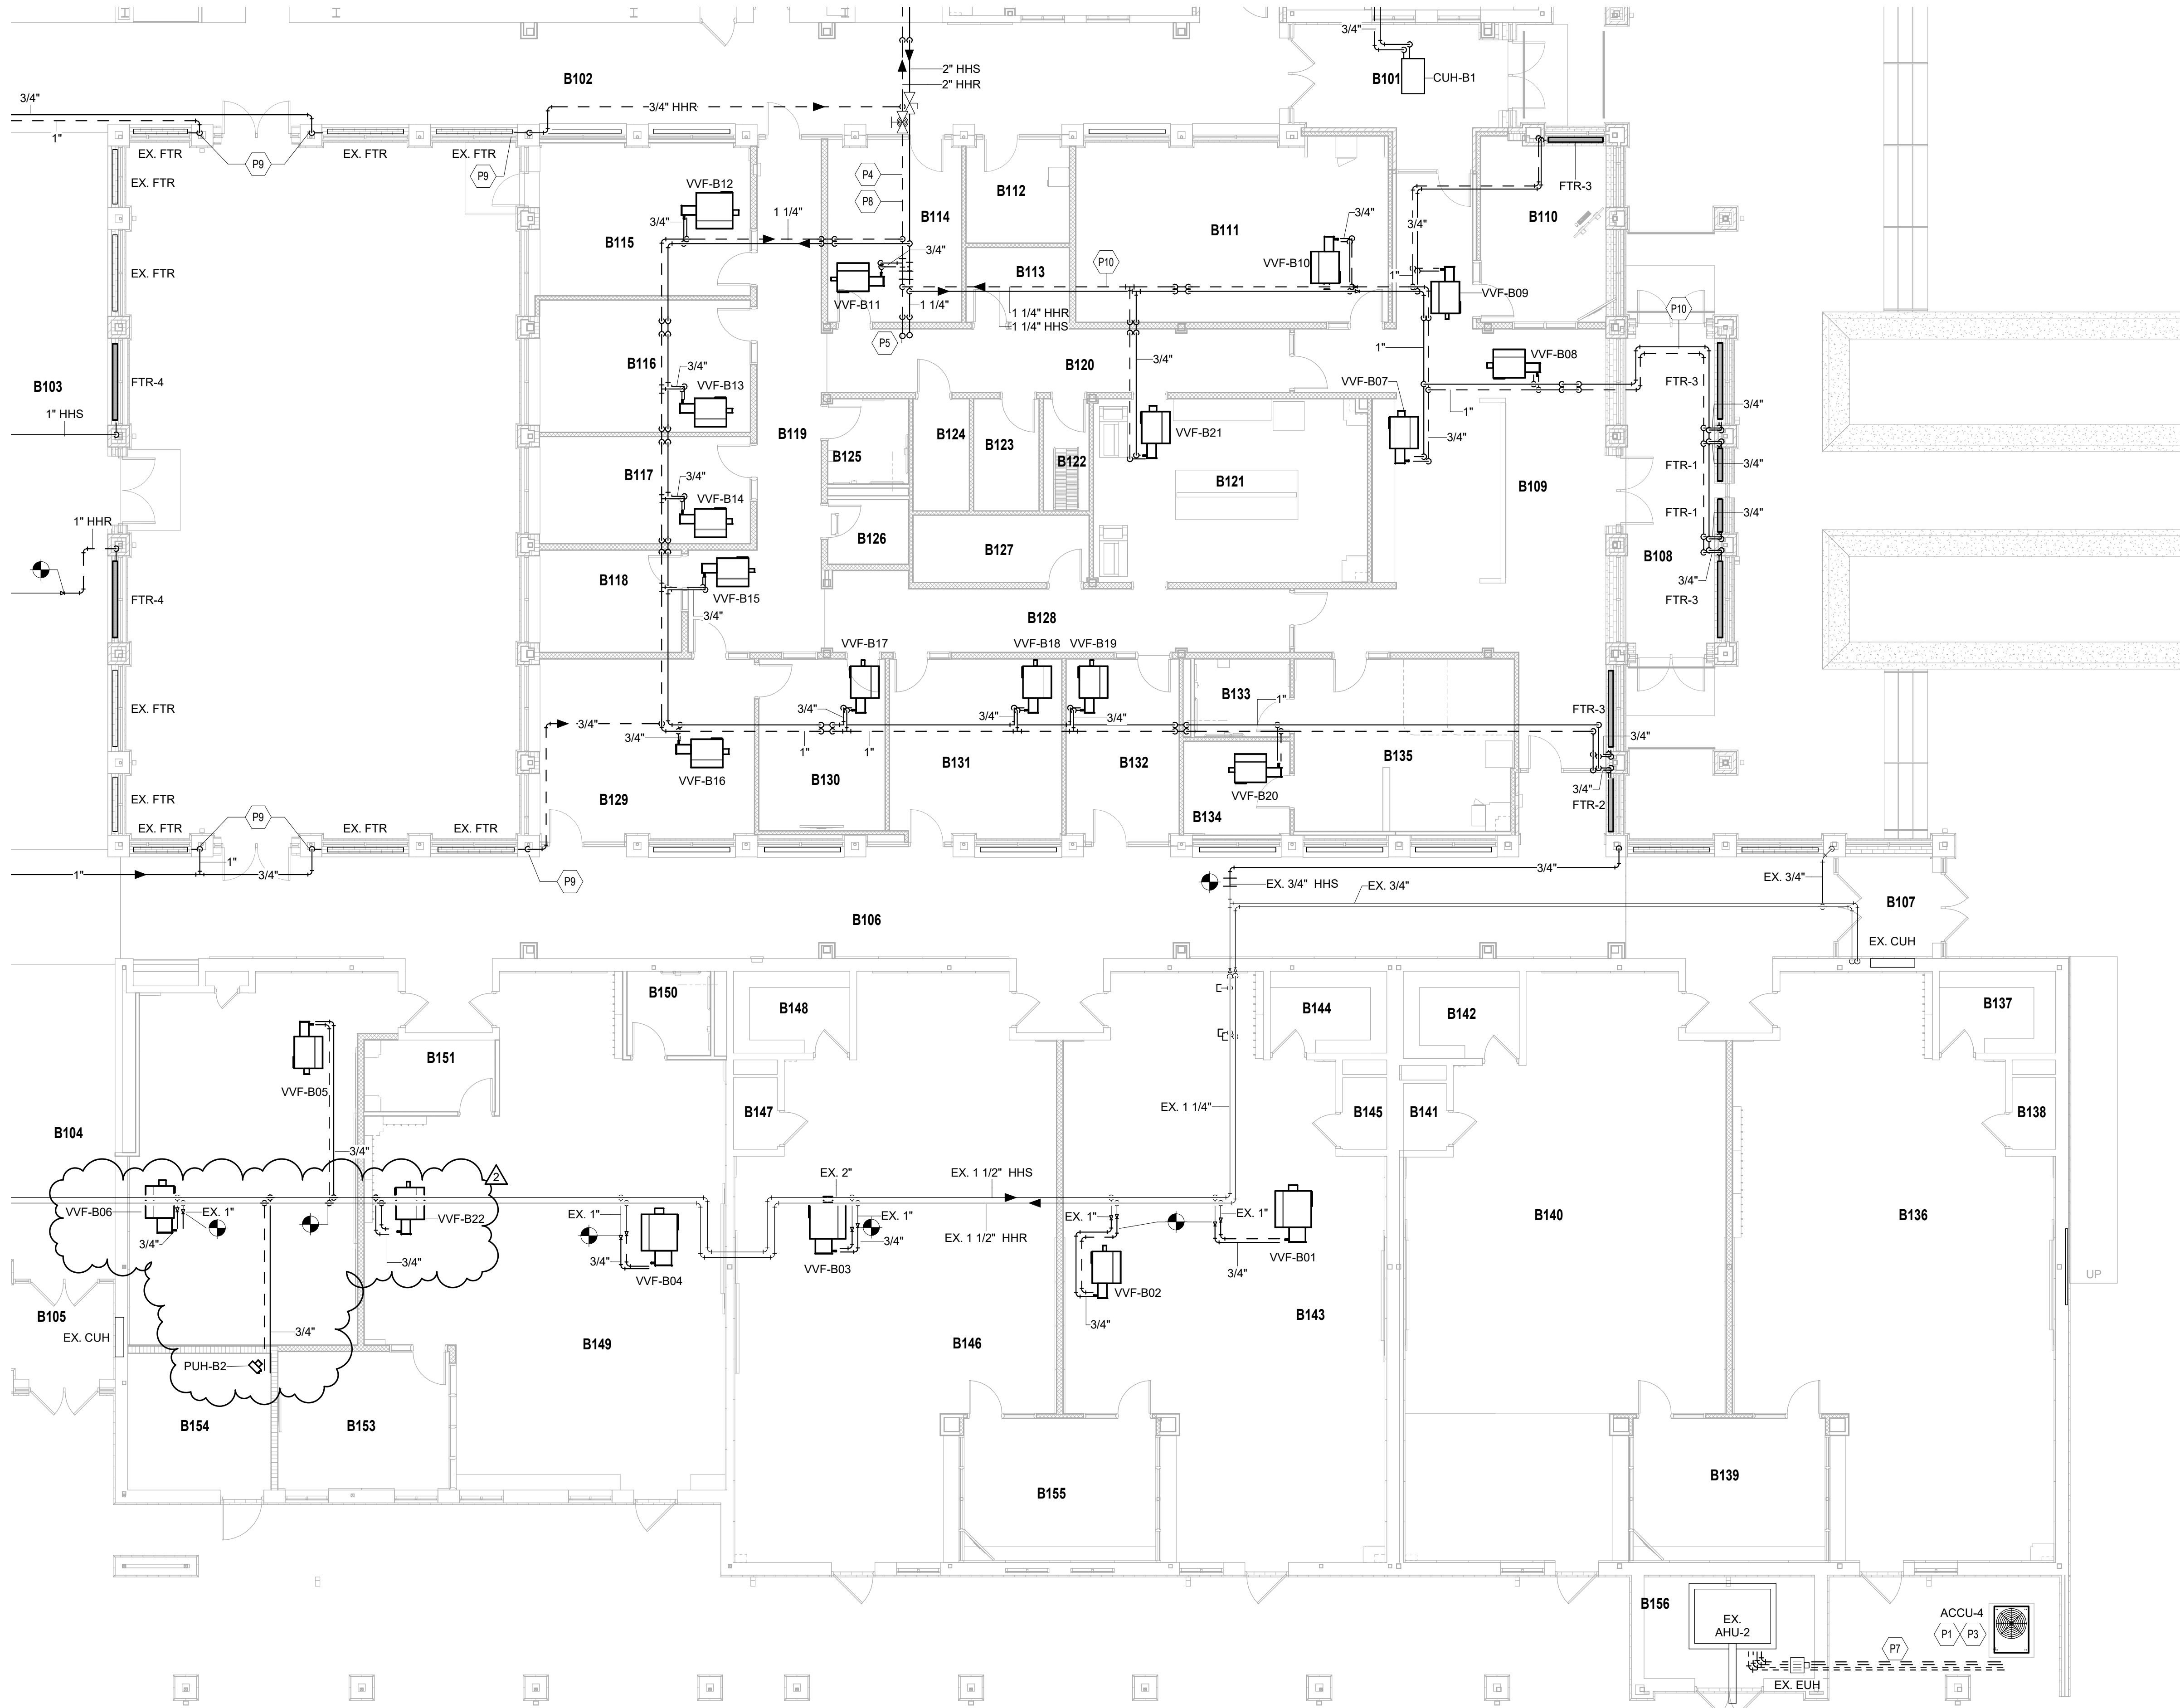 3/4"
B101
CUH-B1
2" HHS
2" HHR
B102
3/4"
1"
3/4" HHR
EX. FTR
P9
EX. FTR
EX. FTR
P9
EX. FTR
P4
P8
B112
FTR-3
B110
VVF-B12
3/4"
1 1/4"
B114
B111
3/4"
3/4"
B115
3/4"
B113
P10
VVF-B10
1"
EX. FTR
VVF-B11
1 1/4"
1 1/4" HHR
1 1/4" HHS
VVF-B09
P10
P5
1"
B116
3/4"
B120
3/4"
VVF-B08
B103
FTR-4
VVF-B13
VVF-B07
FTR-3
1"
3/4"
1" HHS
B119
VVF-B21
3/4"
B125
B124
B123
B122
B117
3/4"
FTR-1
3/4"
B121
B109
VVF-B14
FTR-1
3/4"
1" HHR
B126
B127
B108
B118
3/4"
FTR-4
VVF-B15
FTR-3
3/4"
B128
VVF-B17
VVF-B18
VVF-B19
B133
1"
EX. FTR
FTR-3
3/4"
3/4"
3/4"
3/4"
3/4"
3/4"
1"
1"
B130
B131
B132
B135
VVF-B16
3/4"
VVF-B20
FTR-2
EX. FTR
B129
B134
P9
EX. FTR
EX. FTR
EX. FTR
1"
1"
3/4"
P9
3/4"
EX. 3/4" HHS
EX. 3/4"
EX. 3/4"
B107
B106
EX. CUH
B150
B148
B144
B142
B137
B151
VVF-B05
EX. 1 1/4"
B147
B145
B141
B138
B104
3/4"
2
EX. 2"
EX. 1 1/2" HHS
VVF-B06
EX. 1"
VVF-B22
EX. 1"
EX. 1"
EX. 1"
EX. 1"
B140
B136
3/4"
3/4"
3/4"
3/4"
EX. 1 1/2" HHR
VVF-B01
VVF-B04
VVF-B03
3/4"
UP
VVF-B02
B105
B143
3/4"
EX. CUH
3/4"
B149
B146
PUH-B2
B154
B153
B155
B139
B156
ACCU-4
EX.
AHU-2
P1
P3
P7
EX. EUH